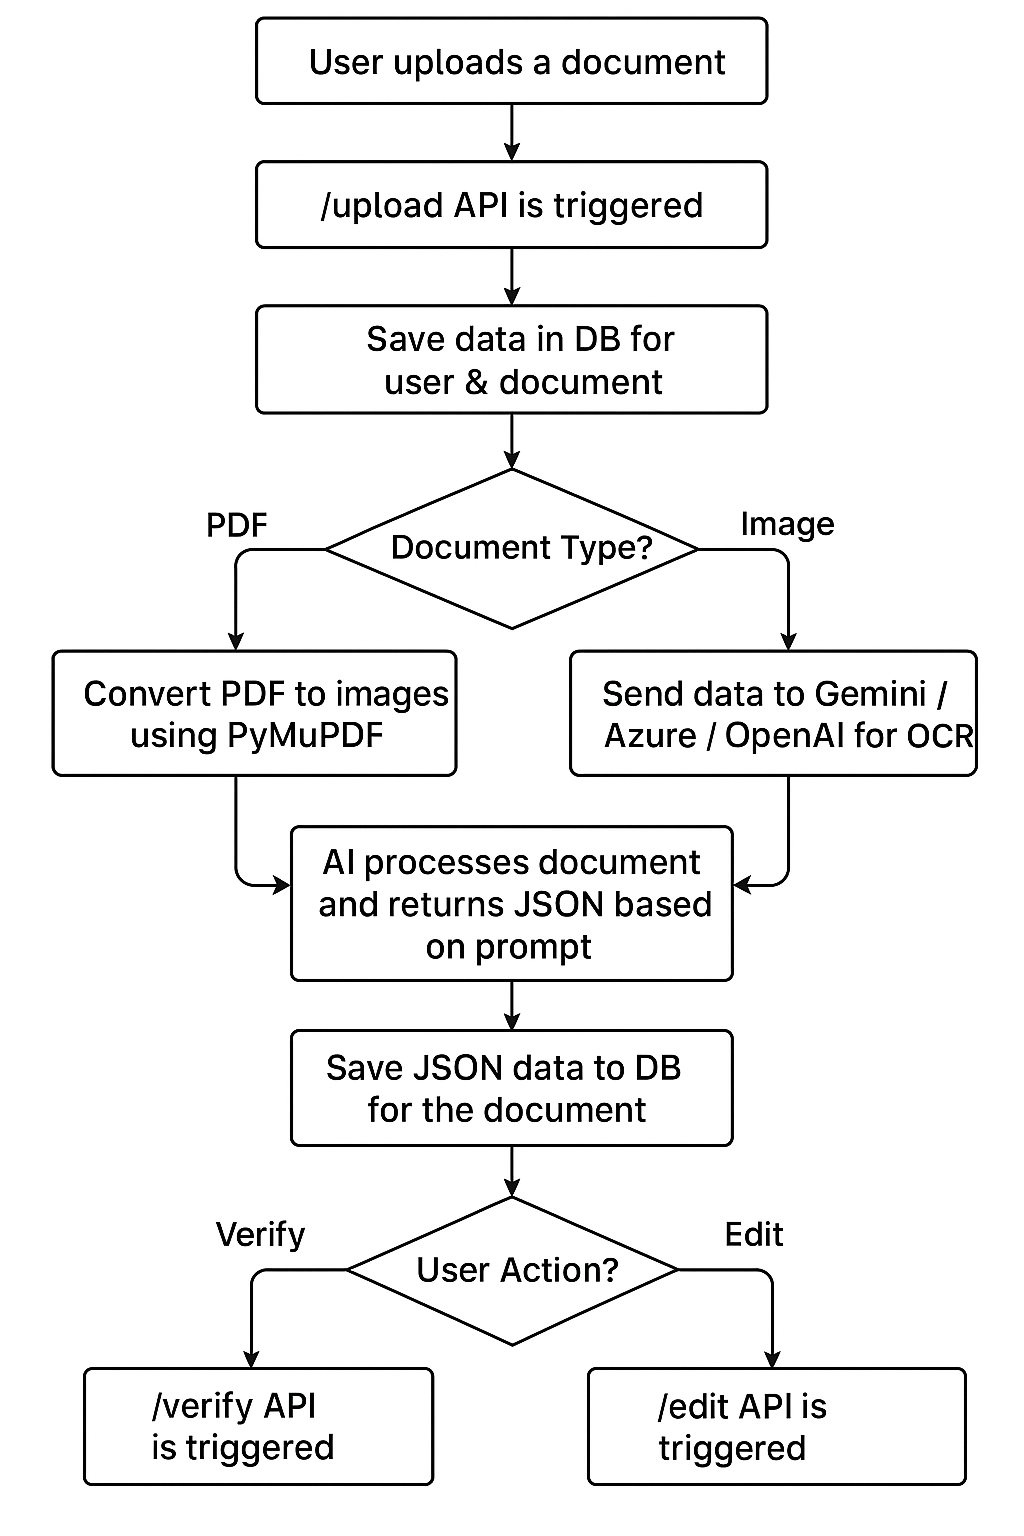 User uploads a document
/upload API is triggered
Save data in DB for
user & document
Document Type?
PDF
Image
Convert PDF to images
using PyMuPDF
Send data to Gemini /
Azure / OpenAI for OCR
AI processes document
and returns JSON based
on prompt
Save JSON data to DB
for the document
User Action?
Verify
Edit
/verify API
is triggered
/edit API is
triggered